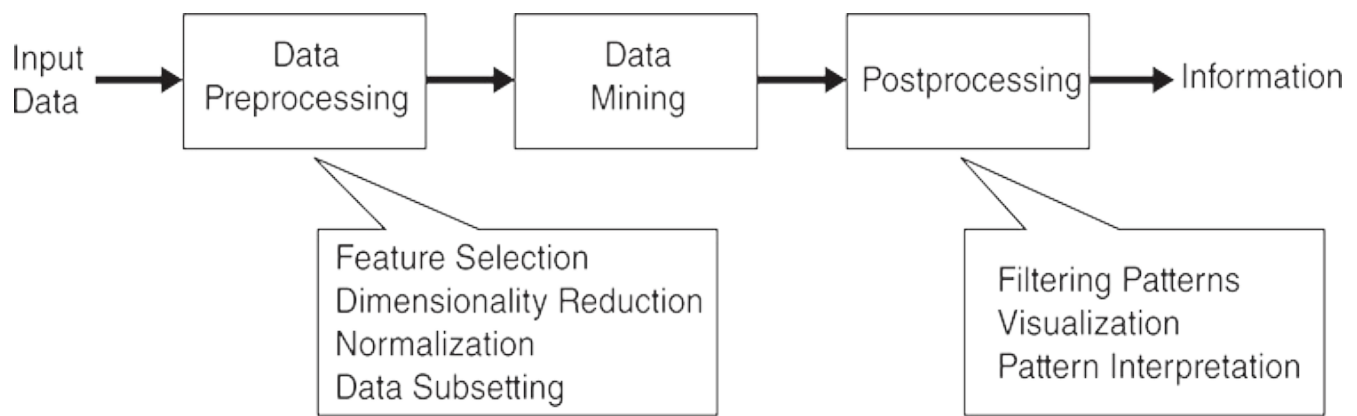 Input
Data
Data
Preprocessing
Data
Mining
Postprocessing
Information
Feature Selection
Dimensionality Reduction
Normalization
Data Subsetting
Filtering Patterns
Visualization
Pattern Interpretation